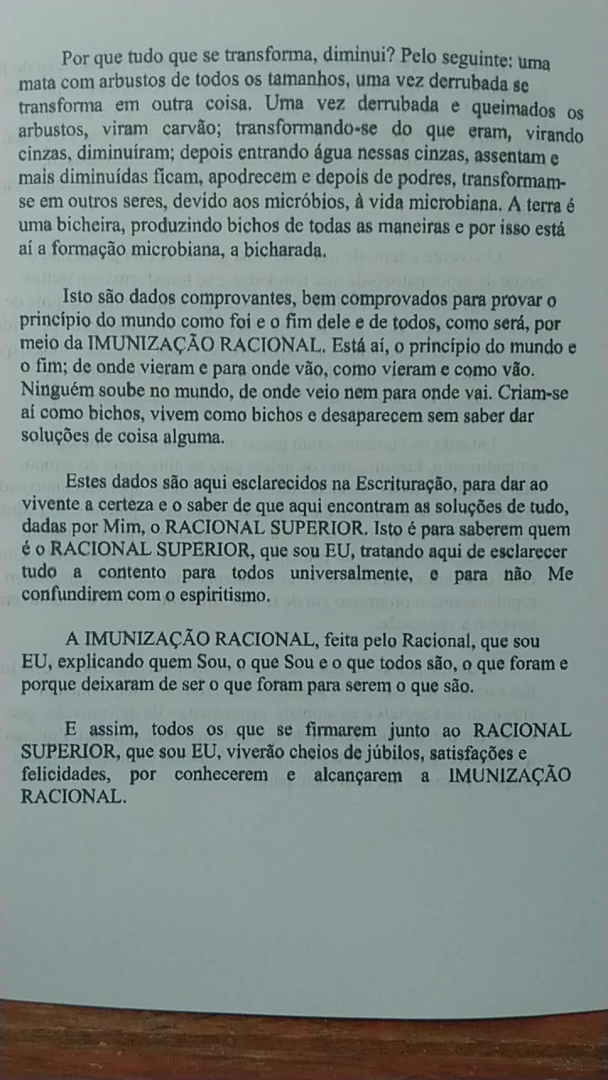 Por que tudo que se transforma, diminui? Pelo seguinte: uma
mata com arbustos de todos os tamanhos, uma vez derrubada se
transforma em outra coisa. Uma vez derrubada e queimados os
arbustos, viram carvão; transformando-se do que eram, virando
cinzas, diminuíram; depois entrando água nessas cinzas, assentam e
mais diminuídas ficam, apodrecem e depois de podres, transformam-
se em outros seres, devido aos micróbios, à vida microbiana. A terra é
uma bicheira, produzindo bichos de todas as maneiras e por isso está
aí a formação microbiana, a bicharada.
Isto são dados comprovantes, bem comprovados para provar o
princípio do mundo como foi e o fim dele e de todos, como será, por
meio da IMUNIZAÇÃO RACIONAL. Está aí, o princípio do mundo e
o fim; de onde vieram e para onde vão, como vieram e como vão.
Ninguém soube no mundo, de onde veio nem para onde vai. Criam-se
aí como bichos, vivem como bichos e desaparecem sem saber dar
soluções de coisa alguma.
Estes dados são aqui esclarecidos na Escrituração, para dar ao
vivente a certeza e o saber de que aqui encontram as soluções de tudo,
dadas por Mim, o RACIONAL SUPERIOR. Isto é para saberem quem
é o RACIONAL SUPERIOR, que sou EU, tratando aqui de esclarecer
tudo a contento para todos universalmente, e para não Me
confundirem com o espiritismo.
A IMUNIZAÇÃO RACIONAL, feita pelo Racional, que sou
EU, explicando quem Sou, o que Sou e o que todos são, o que foram e
porque deixaram de ser o que foram para serem o que são.
E assim, todos os que se firmarem junto ao RACIONAL
SUPERIOR, que sou EU, viverão cheios de júbilos, satisfações e
felicidades, por conhecerem e alcançarem a IMUNIZAÇÃO
RACIONAL.